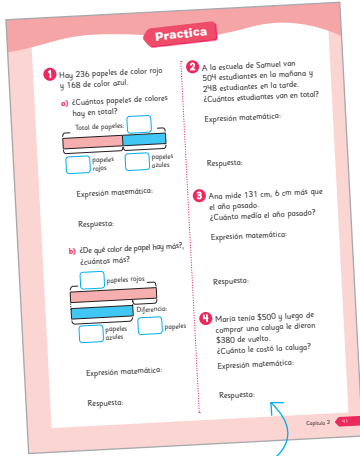 Practica
1 Hay 236 papeles de color rojo
y 168 de color azul.
a) ¿Cuántos papeles de colores
hay en total?
Total de papeles:
papeles
rojos
papeles
azules
Expresión matemática:
Respuesta:
b) ¿De qué color de papel hay más?,
¿cuántos más?
papeles rojos
Diferencia:
papeles
azules
papeles
Expresión matemática:
Respuesta:
2 A la escuela de Samuel van
504 estudiantes en la mañana y
248 estudiantes en la tarde.
¿Cuántos estudiantes van en total?
Expresión matemática:
Respuesta:
3 Ana mide 131 cm, 6 cm más que
el año pasado.
¿Cuánto medía el año pasado?
Expresión matemática:
Respuesta:
4 María tenía $500 y luego de
comprar una caluga le dieron
$380 de vuelto.
¿Cuánto le costó la caluga?
Expresión matemática:
Respuesta:
Capítulo 2